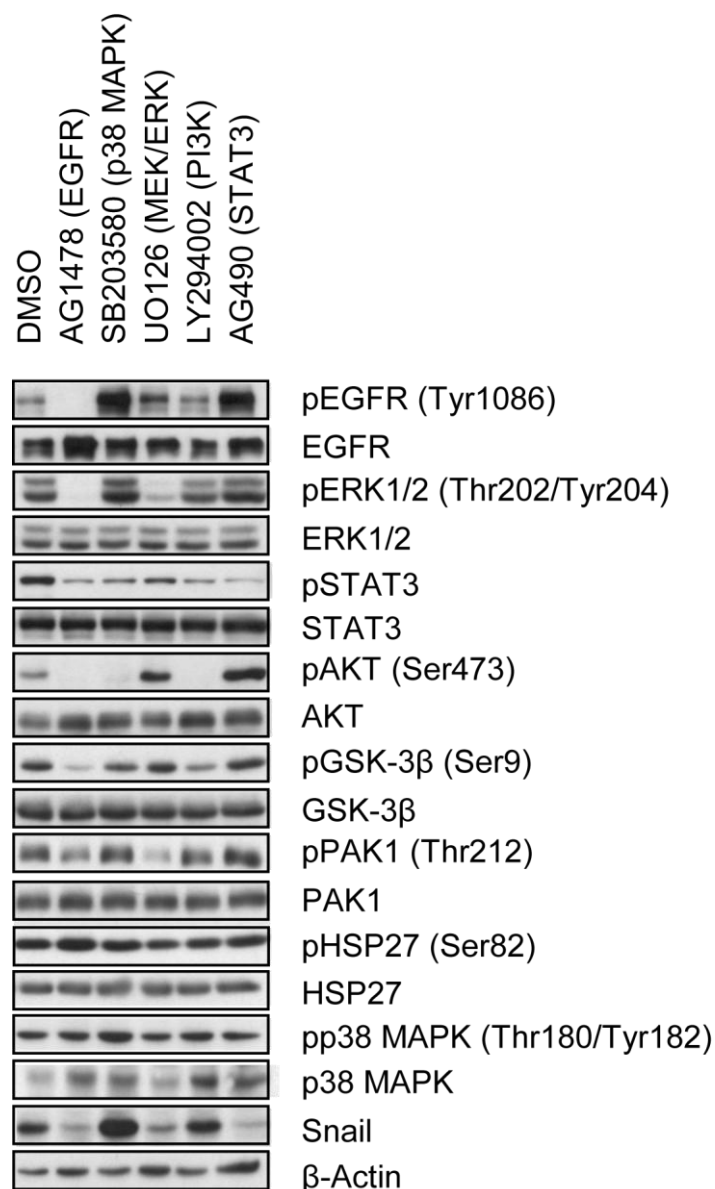 DMSO
AG1478 (EGFR)
SB203580 (p38 MAPK)
UO126 (MEK/ERK)
LY294002 (PI3K)
AG490 (STAT3)
pEGFR (Tyr1086)
EGFR
pERK1/2 (Thr202/Tyr204)
ERK1/2
pSTAT3
STAT3
pAKT (Ser473)
AKT
pGSK-3β (Ser9)
GSK-3β
pPAK1 (Thr212)
PAK1
pHSP27 (Ser82)
HSP27
pp38 MAPK (Thr180/Tyr182)
p38 MAPK
Snail
β-Actin